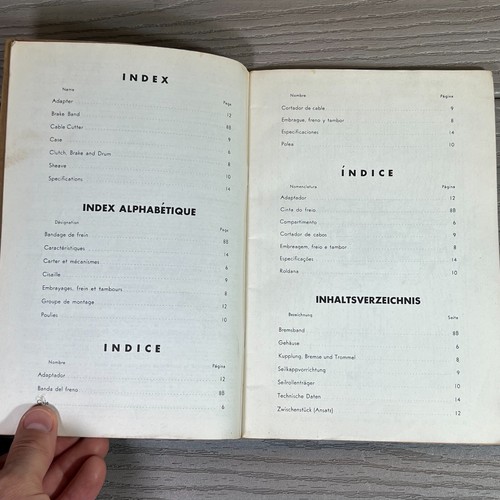 INDEX
Name Page
Adapter 12
Brake Band 8B
Cable Cutter 9
Case 6
Clutch, Brake and Drum 8
Sheave 10
Specifications 14
INDEX ALPHABÉTIQUE
Désignation Page
Bandage de frein 8B
Caractéristiques 14
Carter et mécanismes 6
Cisaille 9
Embrayages, frein et tambours 8
Groupe de montage 12
Poulies 10
INDICE
Nombre Página
Adaptador 12
Banda del freno 8B
6
Nombre Página
Cortador de cable 9
Embrague, freno y tambor 8
Especificaciones 14
Polea 10
ÍNDICE
Nomenclatura Página
Adaptador 12
Cinta do freio 8B
Compartimento 6
Cortador de cabos 9
Embreagem, freio e tambor 8
Especificações 14
Roldana 10
INHALTSVERZEICHNIS
Bezeichnung Seite
Bremsband 8B
Gehäuse 6
Kupplung, Bremse und Trommel 8
Seilkappvorrichtung 9
Seilrollenträger 10
Technische Daten 14
Zwischenstück (Ansatz) 12